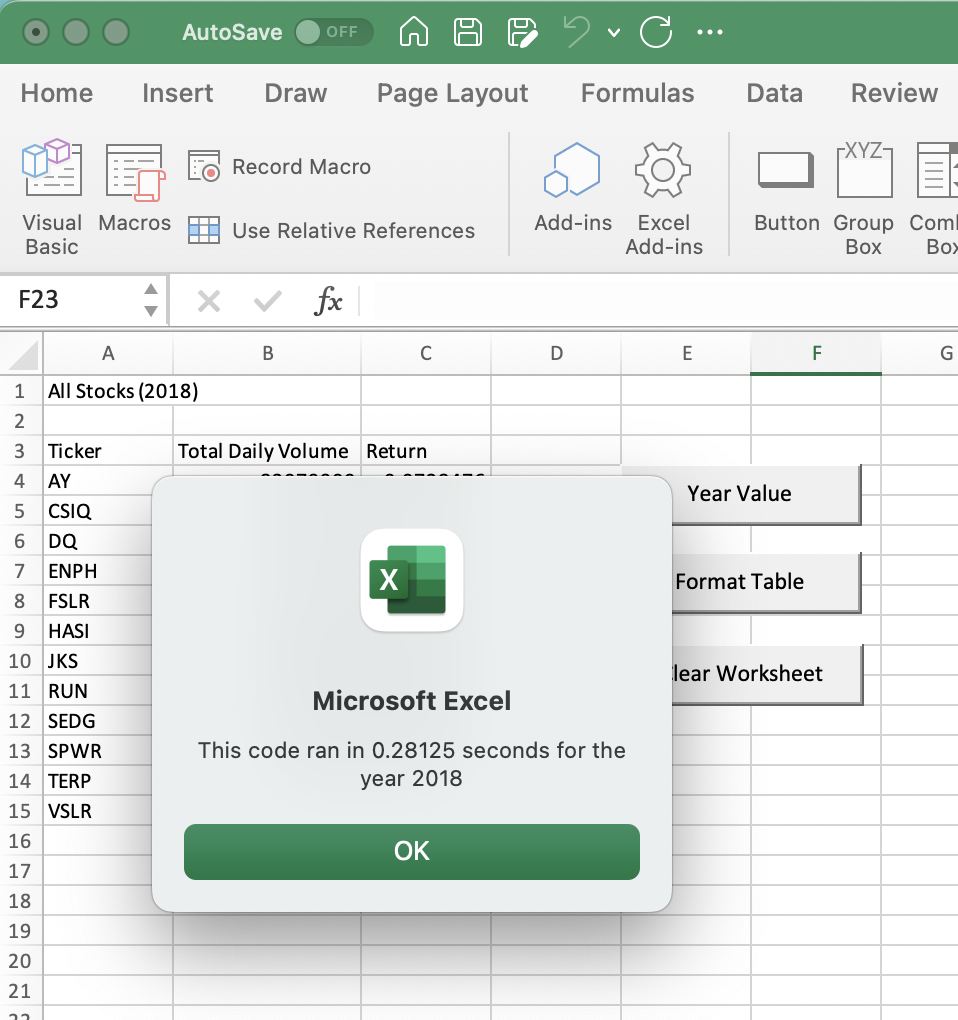 AutoSave OFF
Home Insert Draw Page Layout Formulas Data Review
Visual Basic
Macros
Record Macro
Use Relative References
Add-ins
Excel Add-ins
Button
Group Box
XYZ
F23
fx
A B C D E F G
1 All Stocks (2018)
2
3 Ticker Total Daily Volume Return
4 AY
5 CSIQ
6 DQ
7 ENPH
8 FSLR
9 HASI
10 JKS
11 RUN
12 SEDG
13 SPWR
14 TERP
15 VSLR
16
17
18
19
20
21
Year Value
Format Table
lear Worksheet
X
Microsoft Excel
This code ran in 0.28125 seconds for the
year 2018
OK